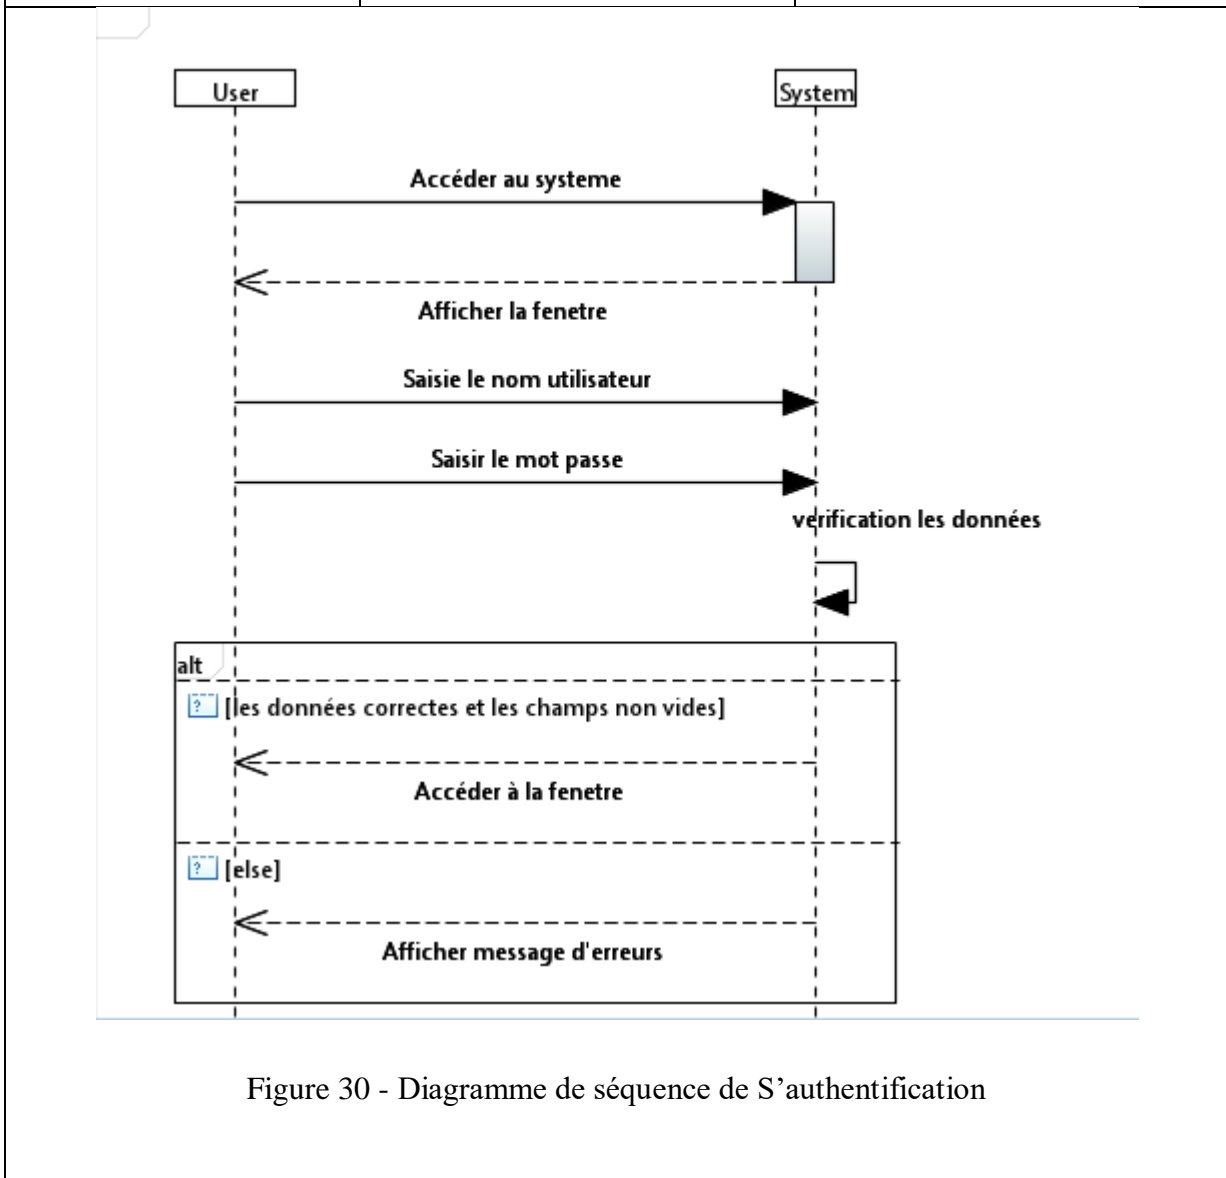 User
System
Accéder au systeme
Afficher la fenetre
Saisie le nom utilisateur
Saisir le mot passe
verification les données
alt
? [les données correctes et les champs non vides]
Accéder à la fenetre
? [else]
Afficher message d'erreurs
Figure 30 - Diagramme de séquence de S’authentification